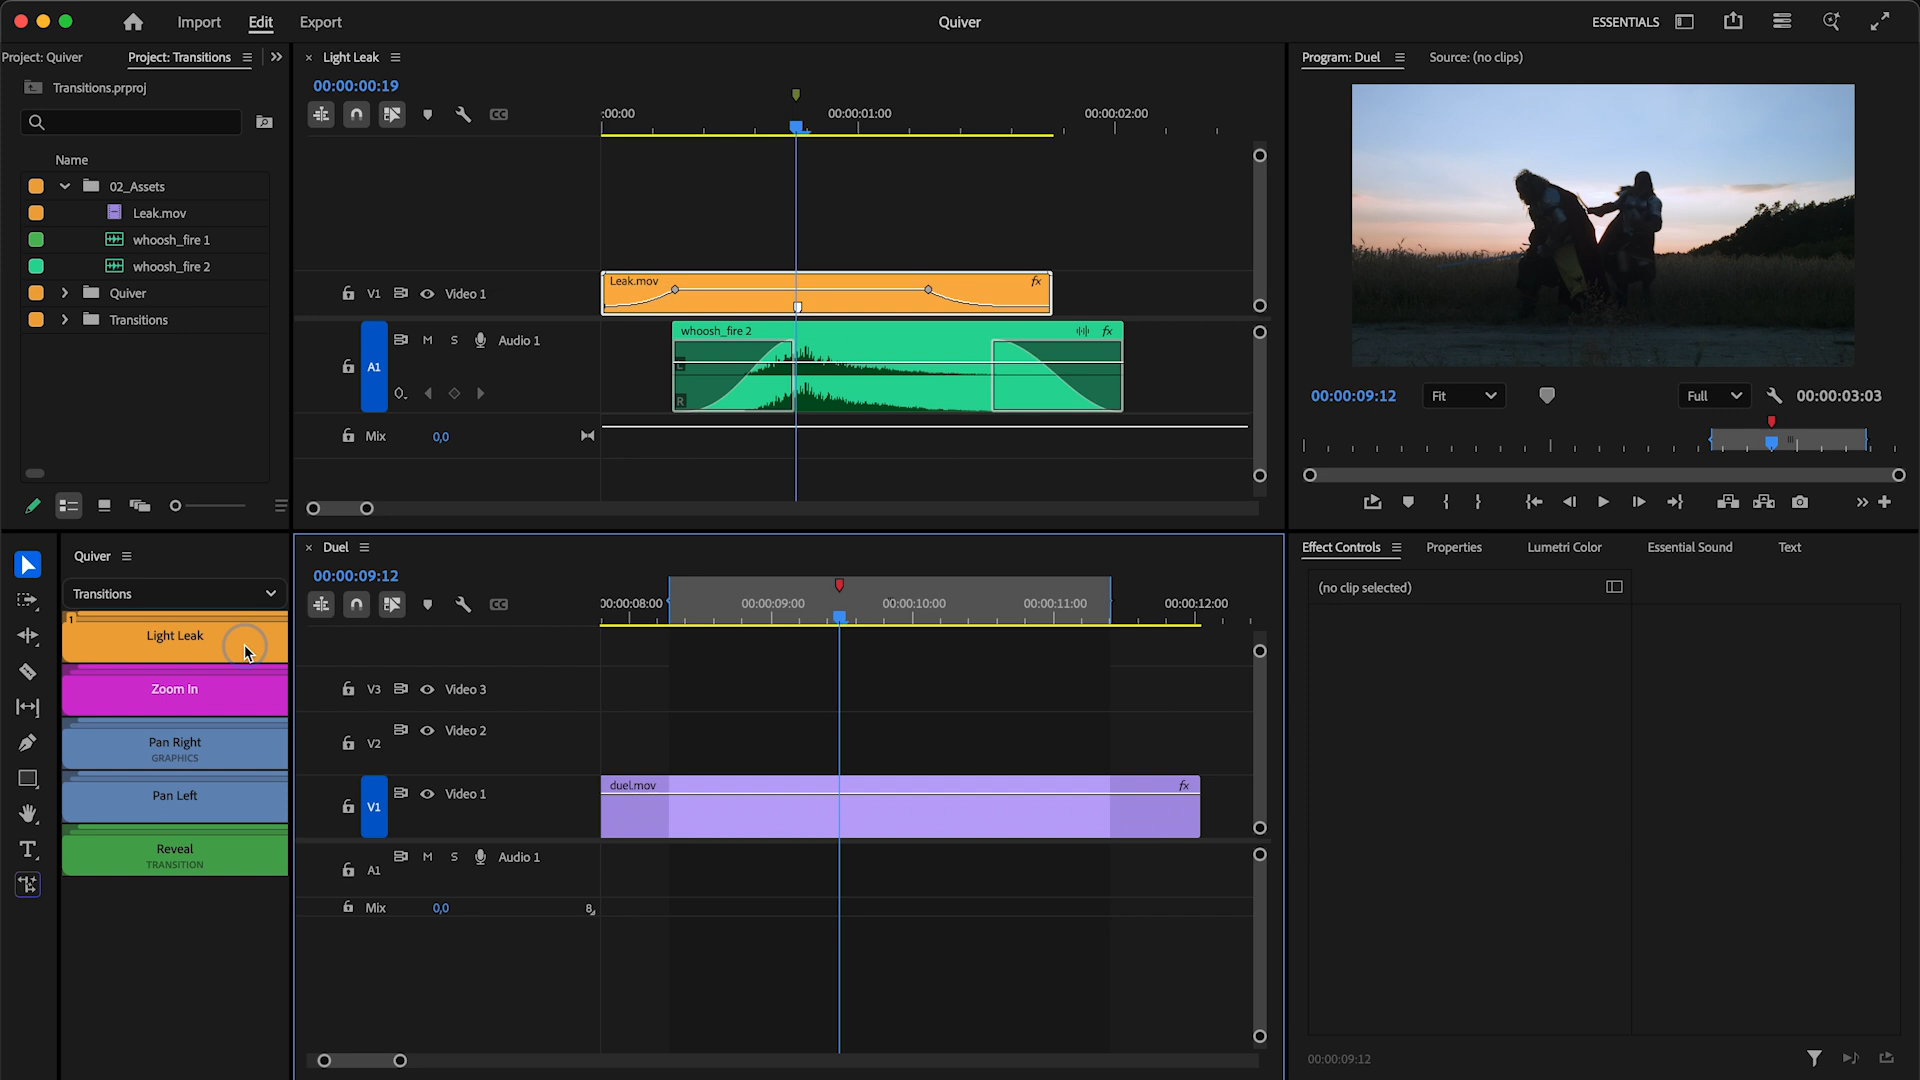 Import
Edit
Export
Quiver
ESSENTIALS
Project: Quiver
Project: Transitions
Transitions.prproj
Name
02_Assets
Leak.mov
whoosh_fire 1
whoosh_fire 2
Quiver
Transitions
Light Leak
00:00:00:19
CC
:00:00
00:00:01:00
00:00:02:00
V1
Video 1
Leak.mov
fx
A1
M
S
Audio 1
whoosh_fire 2
fx
L
R
Mix
0,0
Program: Duel
Source: (no clips)
00:00:09:12
Fit
Full
00:00:03:03
Quiver
Transitions
1
Light Leak
Zoom In
Pan Right
GRAPHICS
Pan Left
Reveal
TRANSITION
Duel
00:00:09:12
CC
00:00:08:00
00:00:09:00
00:00:10:00
00:00:11:00
00:00:12:00
V3
Video 3
V2
Video 2
V1
Video 1
duel.mov
fx
A1
M
S
Audio 1
Mix
0,0
Effect Controls
Properties
Lumetri Color
Essential Sound
Text
(no clip selected)
00:00:09:12